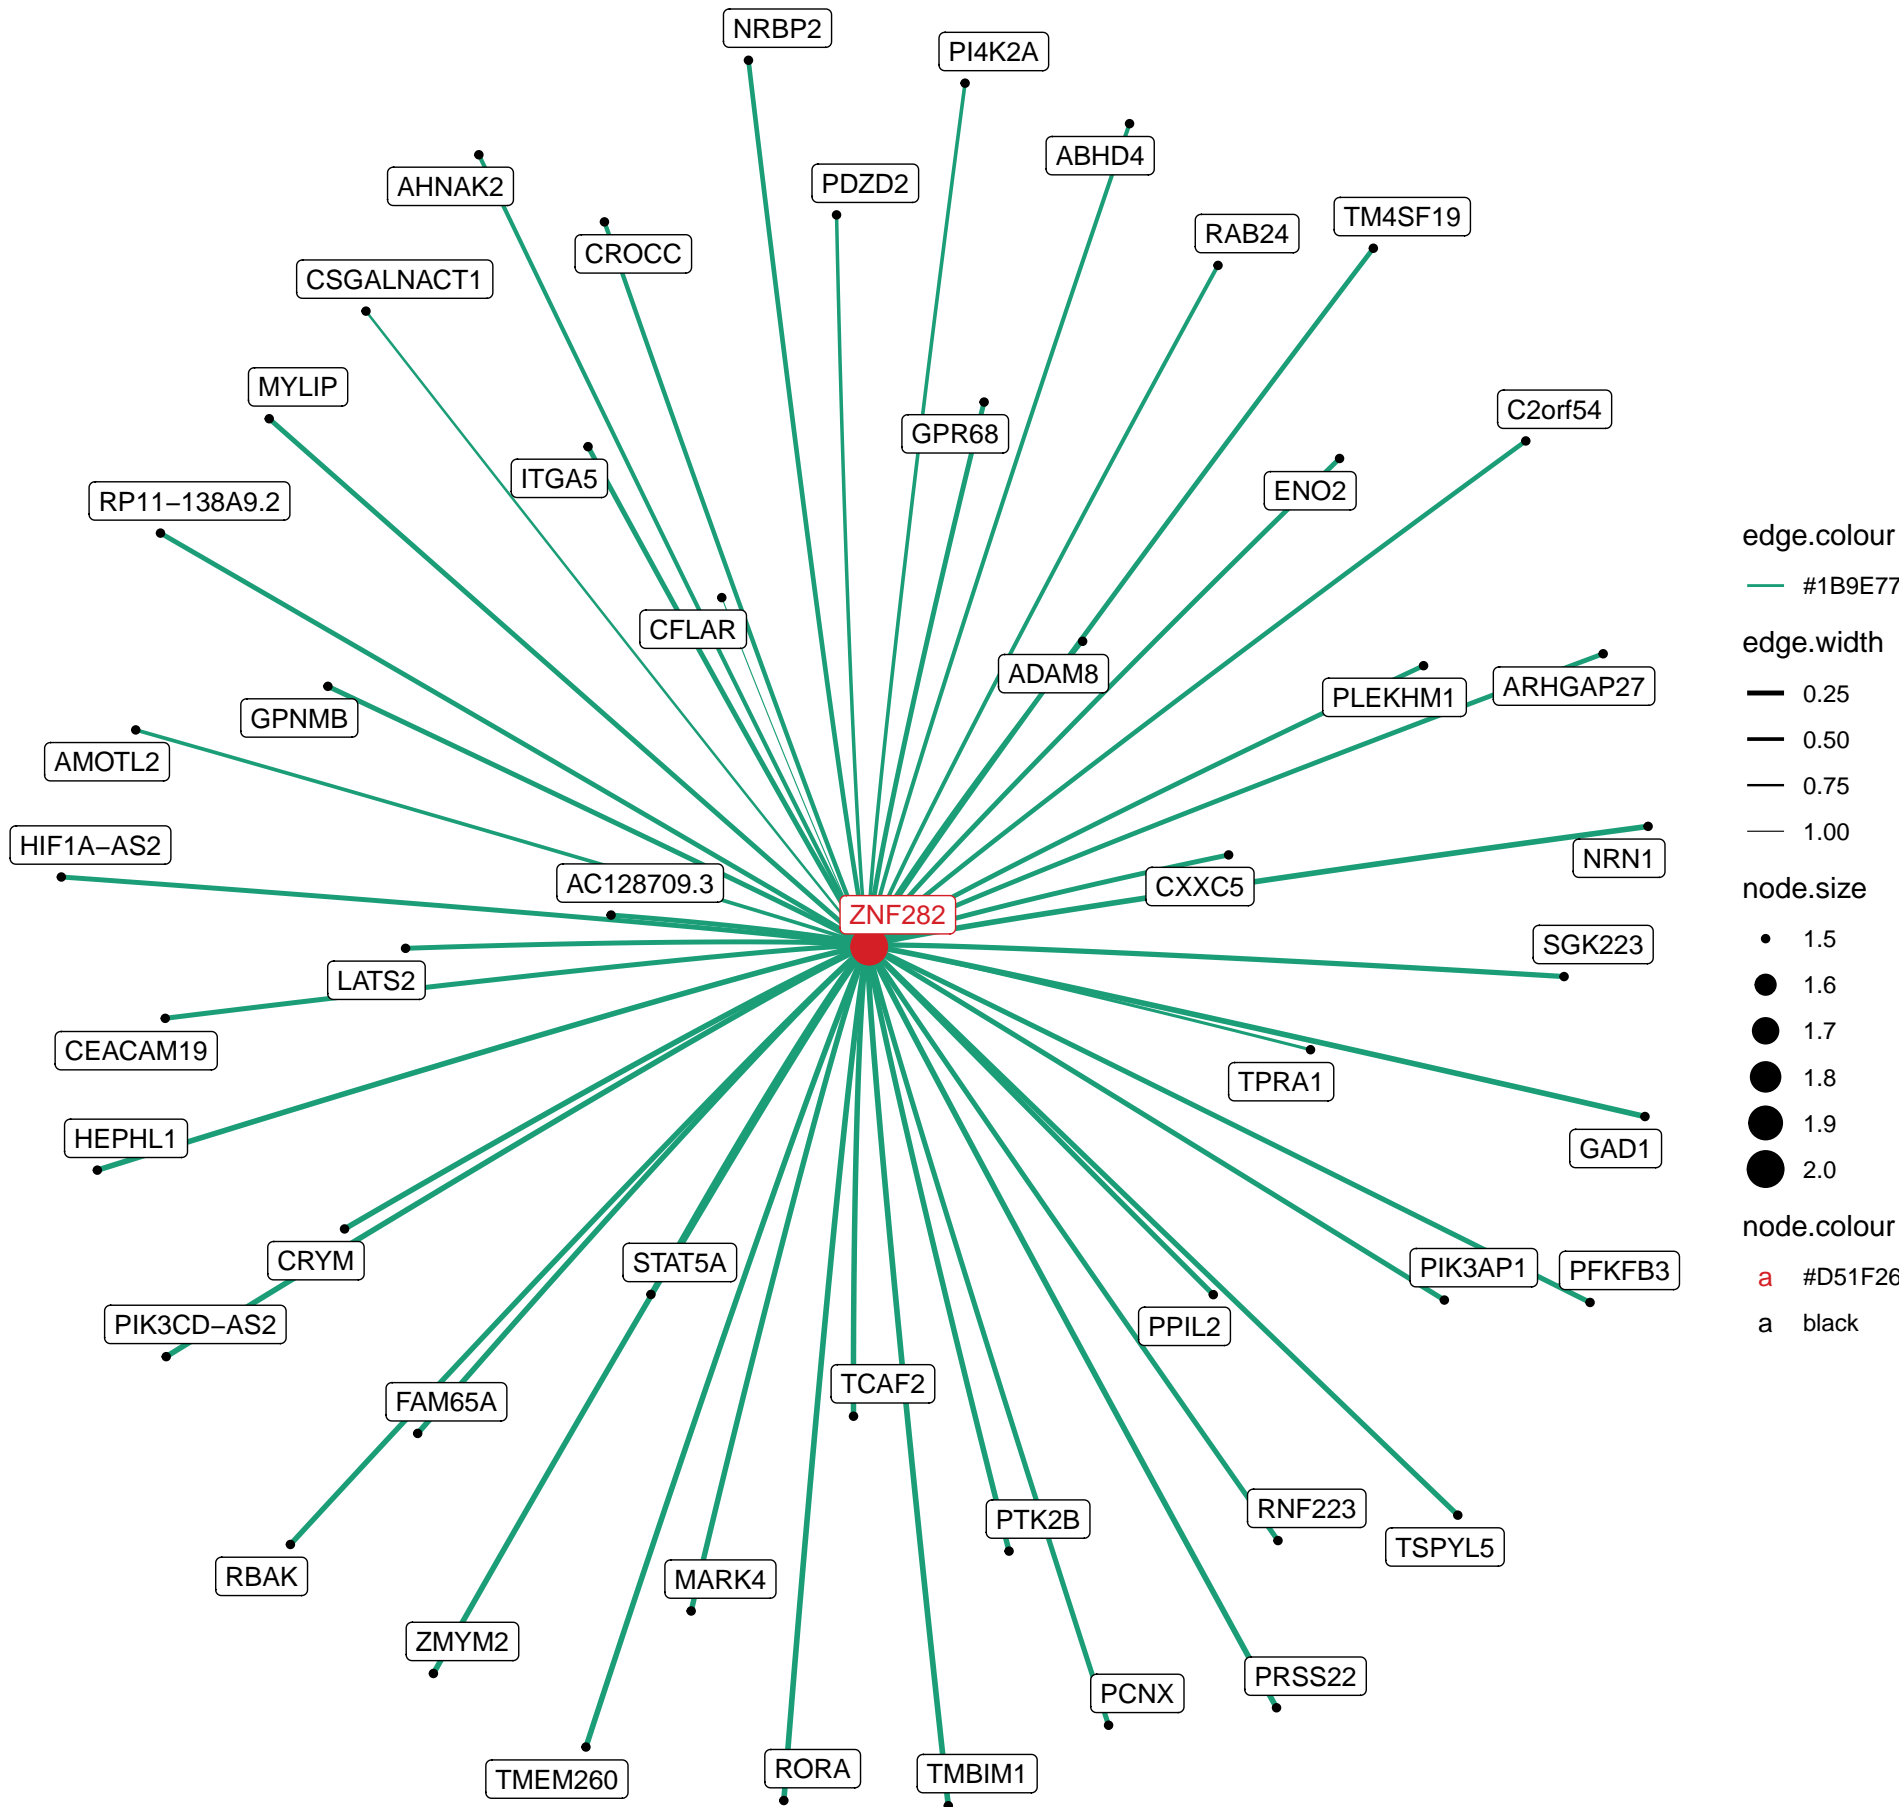 NRBP2
PI4K2A
ABHD4
AHNAK2
PDZD2
TM4SF19
RAB24
CROCC
CSGALNACT1
MYLIP
C2orf54
GPR68
ITGA5
ENO2
RP11−138A9.2
CFLAR
ADAM8
ARHGAP27
PLEKHM1
GPNMB
AMOTL2
HIF1A−AS2
NRN1
AC128709.3
CXXC5
ZNF282
SGK223
LATS2
CEACAM19
TPRA1
HEPHL1
GAD1
CRYM
STAT5A
PIK3AP1
PFKFB3
PIK3CD−AS2
PPIL2
TCAF2
FAM65A
RNF223
PTK2B
TSPYL5
RBAK
MARK4
ZMYM2
PRSS22
PCNX
RORA
TMBIM1
TMEM260
edge.colour
#1B9E77
edge.width
0.25
0.50
0.75
1.00
node.size
1.5
1.6
1.7
1.8
1.9
2.0
node.colour
a #D51F26
a black